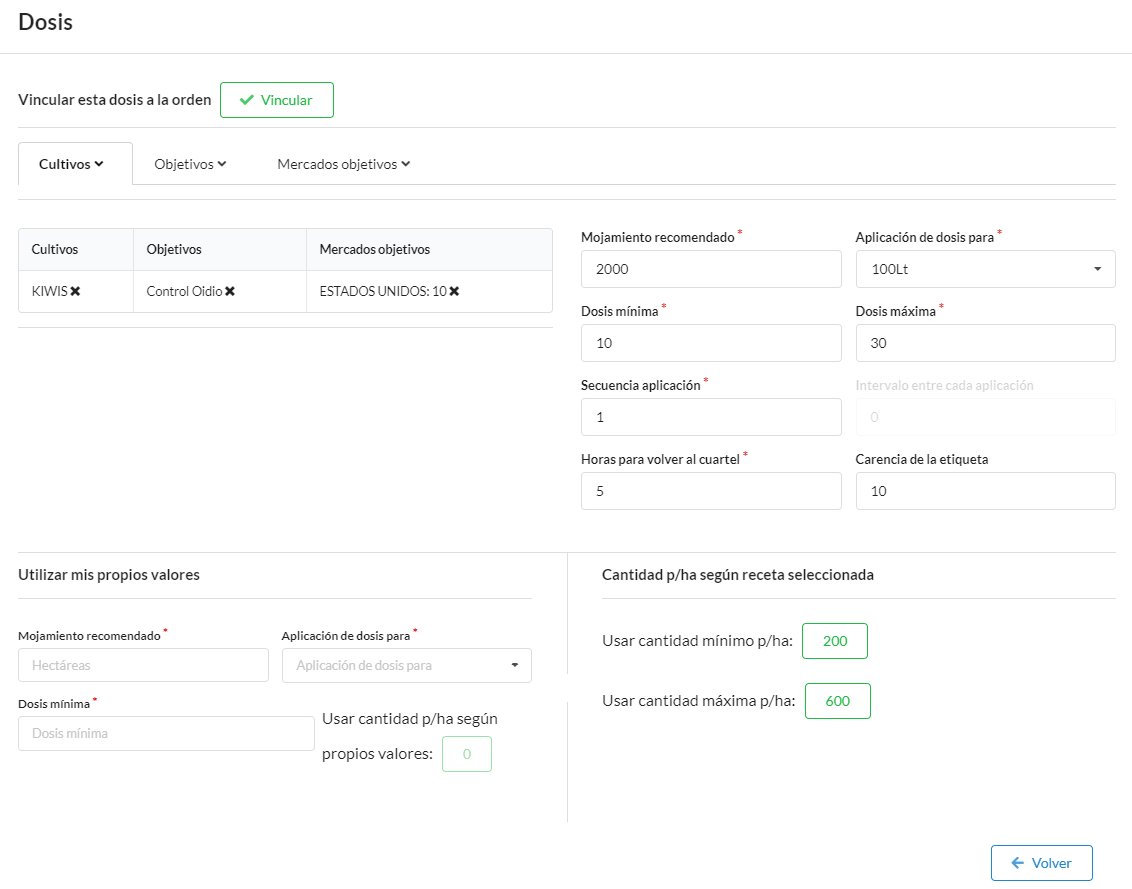 Dosis
Vincular esta dosis a la orden Vincular
Cultivos Objetivos Mercados objetivos
Cultivos Objetivos Mercados objetivos
KIWIS Control Oidio ESTADOS UNIDOS: 10
Mojamiento recomendado * Aplicación de dosis para *
2000 100Lt
Dosis mínima * Dosis máxima *
10 30
Secuencia aplicación * Intervalo entre cada aplicación
1 0
Horas para volver al cuartel * Carencia de la etiqueta
5 10
Utilizar mis propios valores
Mojamiento recomendado * Aplicación de dosis para *
Hectáreas Aplicación de dosis para
Dosis mínima *
Dosis mínima
Usar cantidad p/ha según
propios valores: 0
Cantidad p/ha según receta seleccionada
Usar cantidad mínimo p/ha: 200
Usar cantidad máxima p/ha: 600
Volver